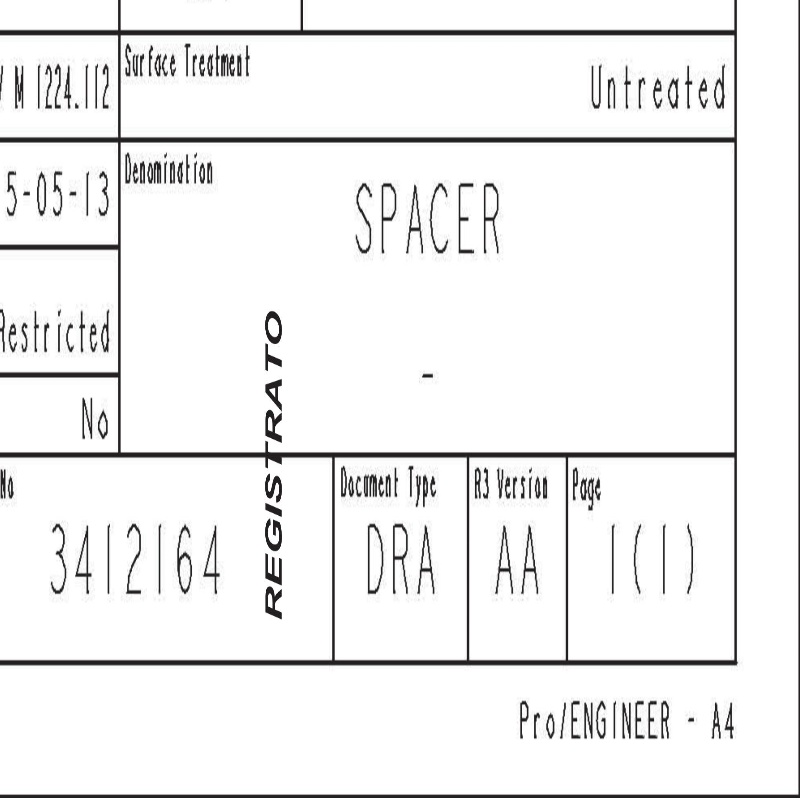 Surface Treatment
M 1224.112
Untreated
Denomination
5-05-13
SPACER
Restricted
-
No
REGISTRATO
No
Document Type
R3 Version
Page
3412164
DRA
AA
1(1)
Pro/ENGINEER - A4